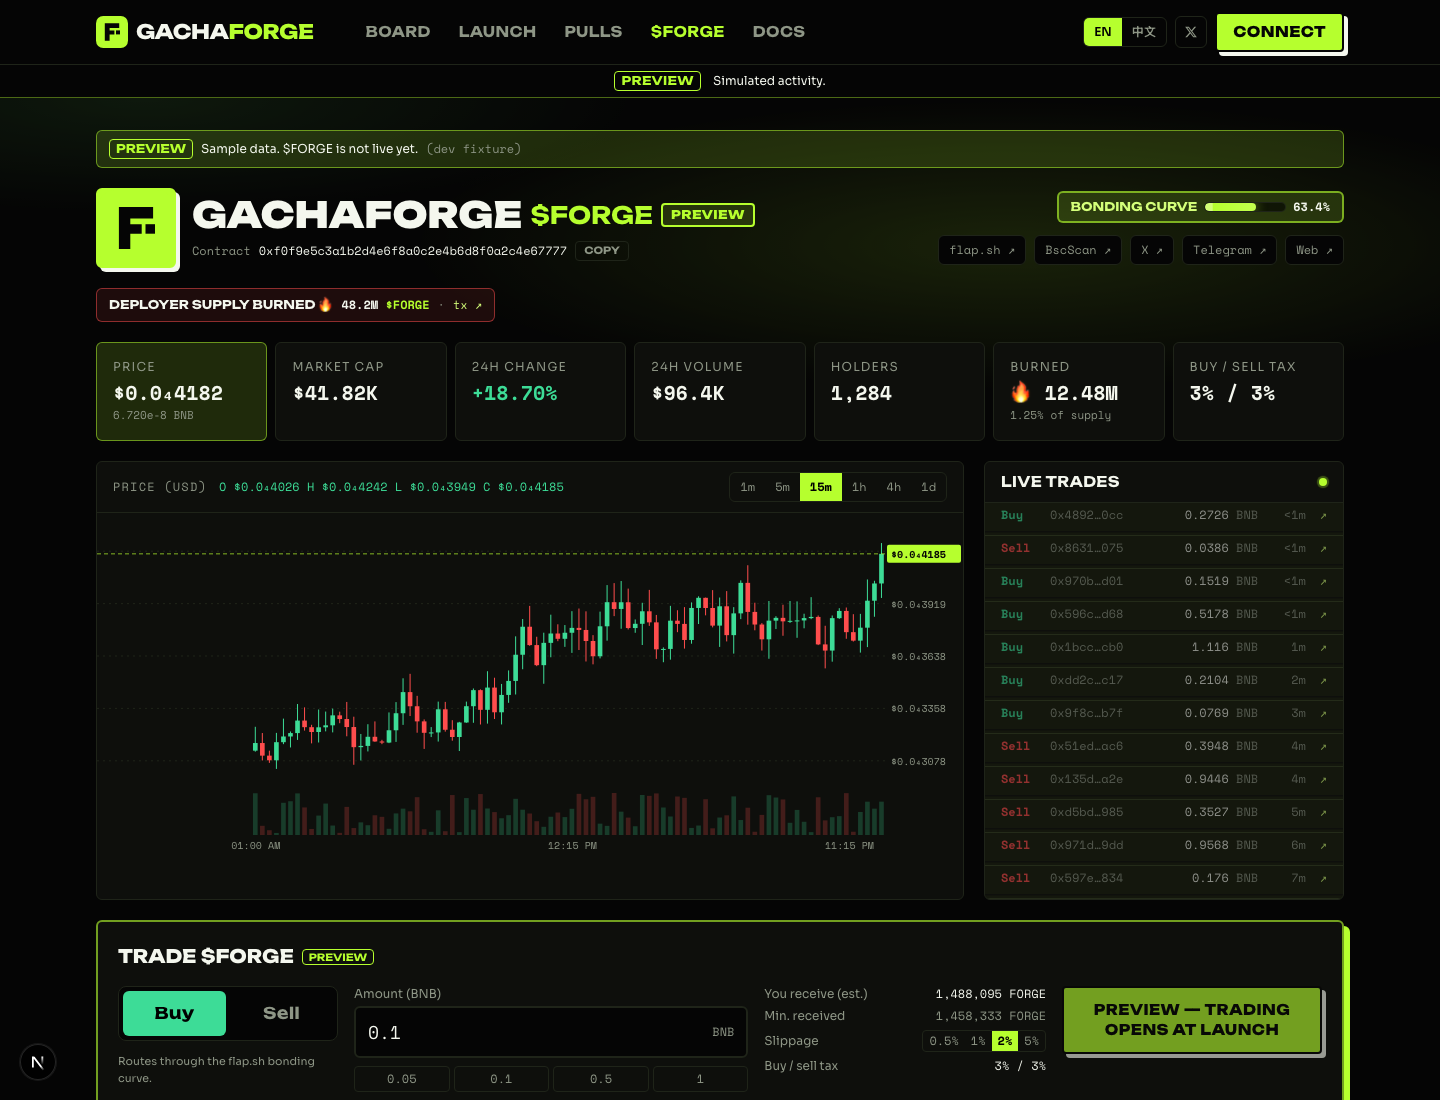 GACHAFORGE BOARD LAUNCH PULLS $FORGE DOCS EN 中文 CONNECT
PREVIEW Simulated activity.
PREVIEW Sample data. $FORGE is not live yet. (dev fixture)
GACHAFORGE $FORGE PREVIEW
BONDING CURVE 63.4%
Contract 0xf0f9e5c3a1b2d4e6f8a0c2e4b6d8f0a2c4e67777 COPY
flap.sh ↗ BscScan ↗ X ↗ Telegram ↗ Web ↗
DEPLOYER SUPPLY BURNED🔥 48.2M $FORGE · tx ↗
PRICE
$0.0₄4182
6.720e-8 BNB
MARKET CAP
$41.82K
24H CHANGE
+18.70%
24H VOLUME
$96.4K
HOLDERS
1,284
BURNED
🔥 12.48M
1.25% of supply
BUY / SELL TAX
3% / 3%
PRICE (USD) O $0.0₄4026 H $0.0₄4242 L $0.0₄3949 C $0.0₄4185
1m 5m 15m 1h 4h 1d
$0.0₄4185
$0.0₄3919
$0.0₄3638
$0.0₄3358
$0.0₄3078
01:00 AM 12:15 PM 11:15 PM
LIVE TRADES
Buy 0x4892…0cc 0.2726 BNB <1m ↗
Sell 0x8631…075 0.0386 BNB <1m ↗
Buy 0x970b…d01 0.1519 BNB <1m ↗
Buy 0x596c…d68 0.5178 BNB <1m ↗
Buy 0x1bcc…cb0 1.116 BNB 1m ↗
Buy 0xdd2c…c17 0.2104 BNB 2m ↗
Buy 0x9f8c…b7f 0.0769 BNB 3m ↗
Sell 0x51ed…ac6 0.3948 BNB 4m ↗
Sell 0x135d…a2e 0.9446 BNB 4m ↗
Sell 0xd5bd…985 0.3527 BNB 5m ↗
Sell 0x971d…9dd 0.9568 BNB 6m ↗
Sell 0x597e…834 0.176 BNB 7m ↗
TRADE $FORGE PREVIEW
Buy Sell
Routes through the flap.sh bonding
curve.
Amount (BNB)
0.1 BNB
0.05 0.1 0.5 1
You receive (est.) 1,488,095 FORGE
Min. received 1,458,333 FORGE
Slippage 0.5% 1% 2% 5%
Buy / sell tax 3% / 3%
PREVIEW — TRADING
OPENS AT LAUNCH